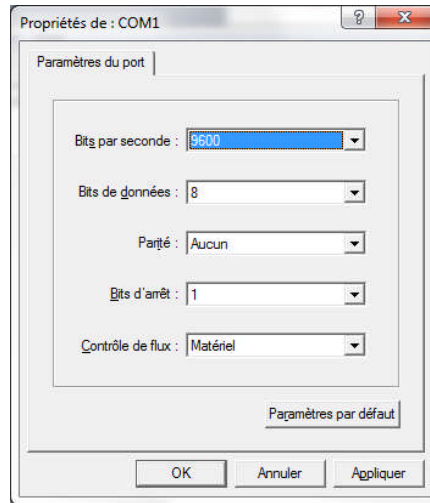 Propriétés de : COM1
Paramètres du port
Bits par seconde : 9600
Bits de données : 8
Parité : Aucun
Bits d'arrêt : 1
Contrôle de flux : Matériel
Paramètres par défaut
OK Annuler Appliquer